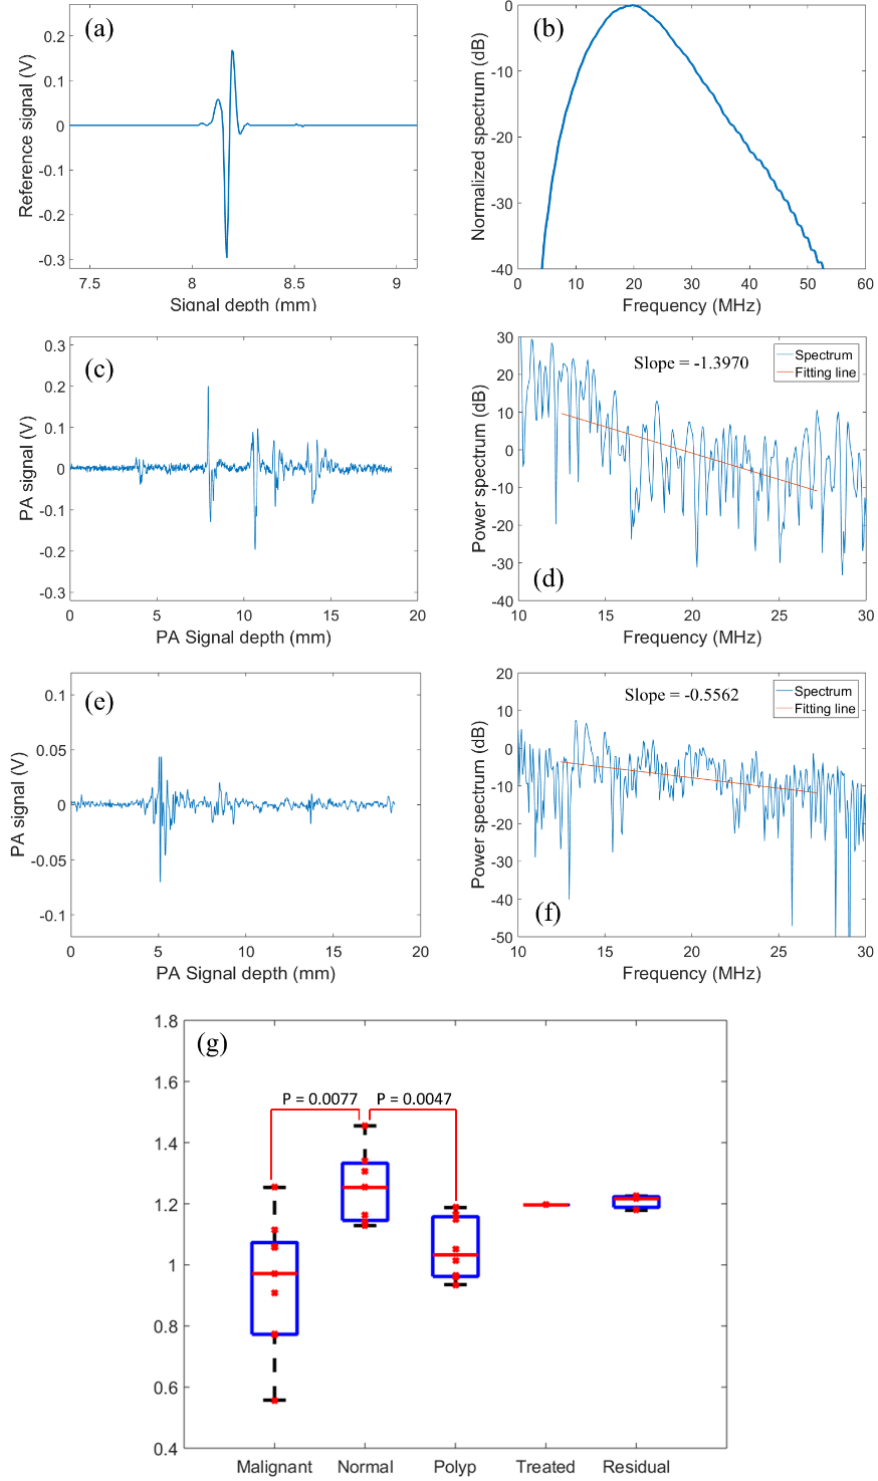 (a)
Reference signal (V)
0.2
0.1
0
-0.1
-0.2
-0.3
7.5 8 8.5 9
Signal depth (mm)
(b)
Normalized spectrum (dB)
0
-10
-20
-30
-40
0 10 20 30 40 50 60
Frequency (MHz)
(c)
PA signal (V)
0.3
0.2
0.1
0
-0.1
-0.2
-0.3
0 5 10 15 20
PA Signal depth (mm)
Slope = -1.3970
Spectrum
Fitting line
(d)
Power spectrum (dB)
30
20
10
0
-10
-20
-30
-40
10 15 20 25 30
Frequency (MHz)
(e)
PA signal (V)
0.1
0.05
0
-0.05
-0.1
0 5 10 15 20
PA Signal depth (mm)
Slope = -0.5562
Spectrum
Fitting line
(f)
Power spectrum (dB)
20
10
0
-10
-20
-30
-40
-50
10 15 20 25 30
Frequency (MHz)
(g)
1.8
1.6
1.4
1.2
1
0.8
0.6
0.4
P = 0.0077 P = 0.0047
Malignant Normal Polyp Treated Residual